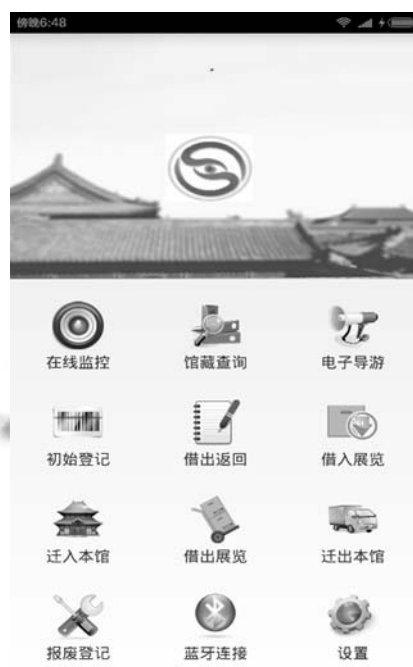 傍晚6:48
在线监控 馆藏查询 电子导游
初始登记 借出返回 借入展览
迁入本馆 借出展览 迁出本馆
报废登记 蓝牙连接 设置